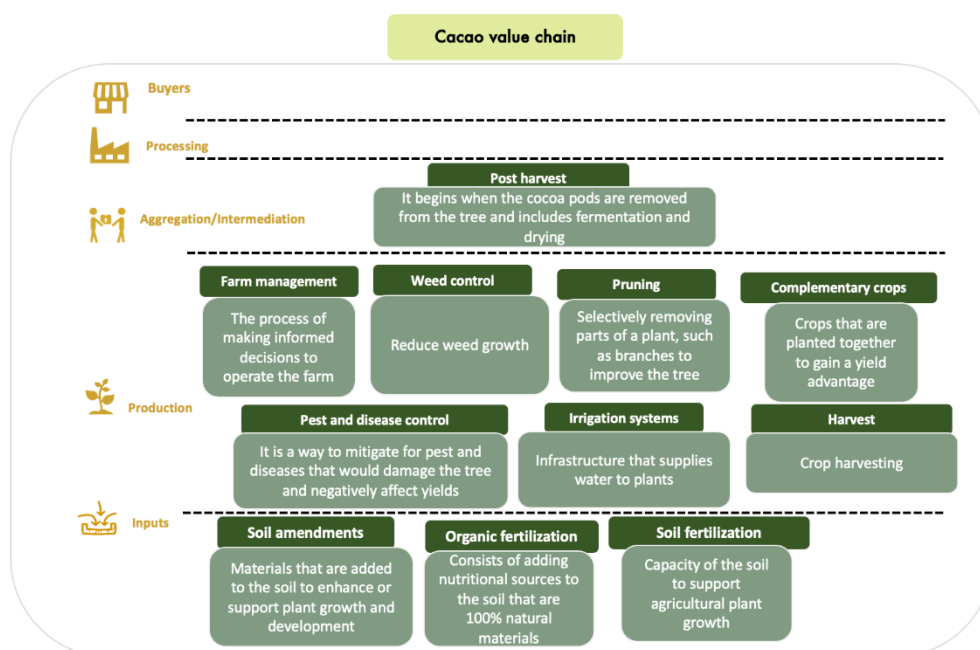 Cacao value chain
Buyers
Processing
Post harvest
It begins when the cocoa pods are removed
from the tree and includes fermentation and
drying
Aggregation/Intermediation
Farm management
The process of
making informed
decisions to
operate the farm
Weed control
Reduce weed growth
Pruning
Selectively removing
parts of a plant, such
as branches to
improve the tree
Complementary crops
Crops that are
planted together
to gain a yield
advantage
Production
Pest and disease control
It is a way to mitigate for pest and
diseases that would damage the tree
and negatively affect yields
Irrigation systems
Infrastructure that supplies
water to plants
Harvest
Crop harvesting
Inputs
Soil amendments
Materials that are added
to the soil to enhance or
support plant growth and
development
Organic fertilization
Consists of adding
nutritional sources to
the soil that are
100% natural
materials
Soil fertilization
Capacity of the soil
to support
agricultural plant
growth